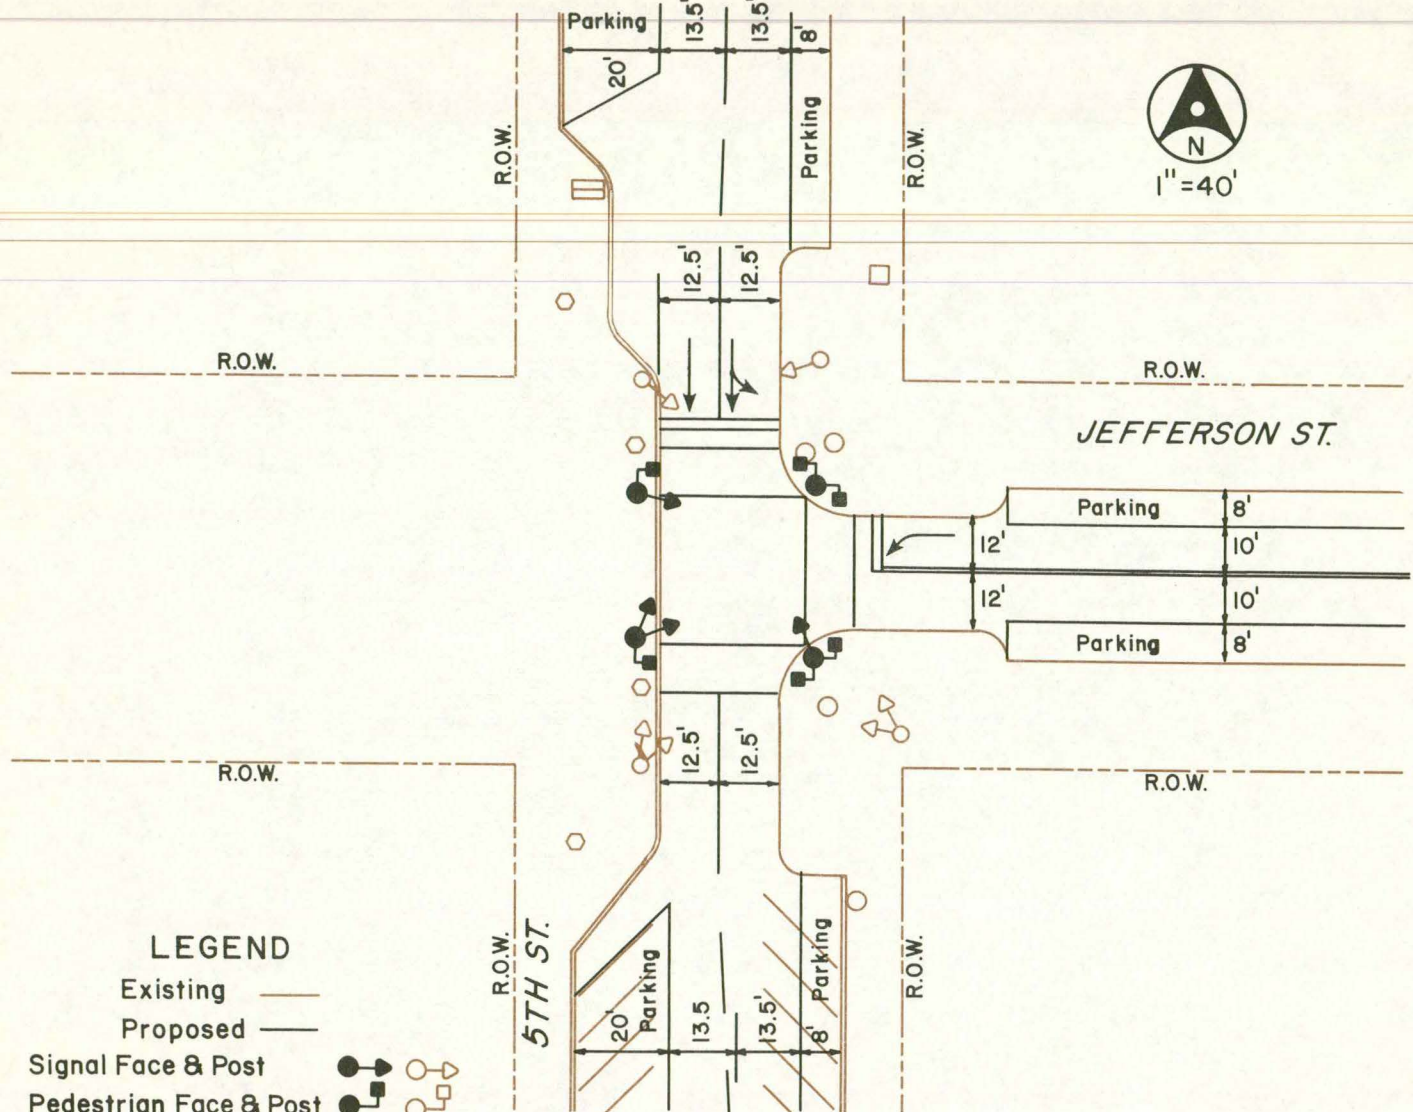 Parking
13.5'
13.5'
8'
20'
Parking
R.O.W.
R.O.W.
N
1"=40'
12.5'
12.5'
R.O.W.
R.O.W.
JEFFERSON ST.
Parking
8'
12'
10'
12'
10'
Parking
8'
12.5'
12.5'
R.O.W.
R.O.W.
R.O.W.
5TH ST.
20'
Parking
13.5
13.5'
Parking
8'
R.O.W.
LEGEND
Existing
Proposed
Signal Face & Post
Pedestrian Face & Post